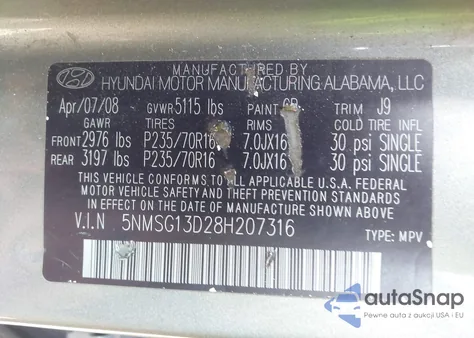 MANUFACTURED BY
HYUNDAI MOTOR MANUFACTURING ALABAMA, LLC
Apr/07/08 GVWR 5115 lbs PAINT TRIM J9
GAWR TIRES RIMS COLD TIRE INFL
FRONT 2976 lbs P235/70R16 7.0JX16 30 psi SINGLE
REAR 3197 lbs P235/70R16 7.0JX16 30 psi SINGLE
THIS VEHICLE CONFORMS TO ALL APPLICABLE U.S.A. FEDERAL
MOTOR VEHICLE SAFETY AND THEFT PREVENTION STANDARDS IN
EFFECT ON THE DATE OF MANUFACTURE SHOWN ABOVE.
V.I.N 5NMSG13D28H207316 TYPE: MPV
autoSnap
Pewne auta z aukcji USA i EU